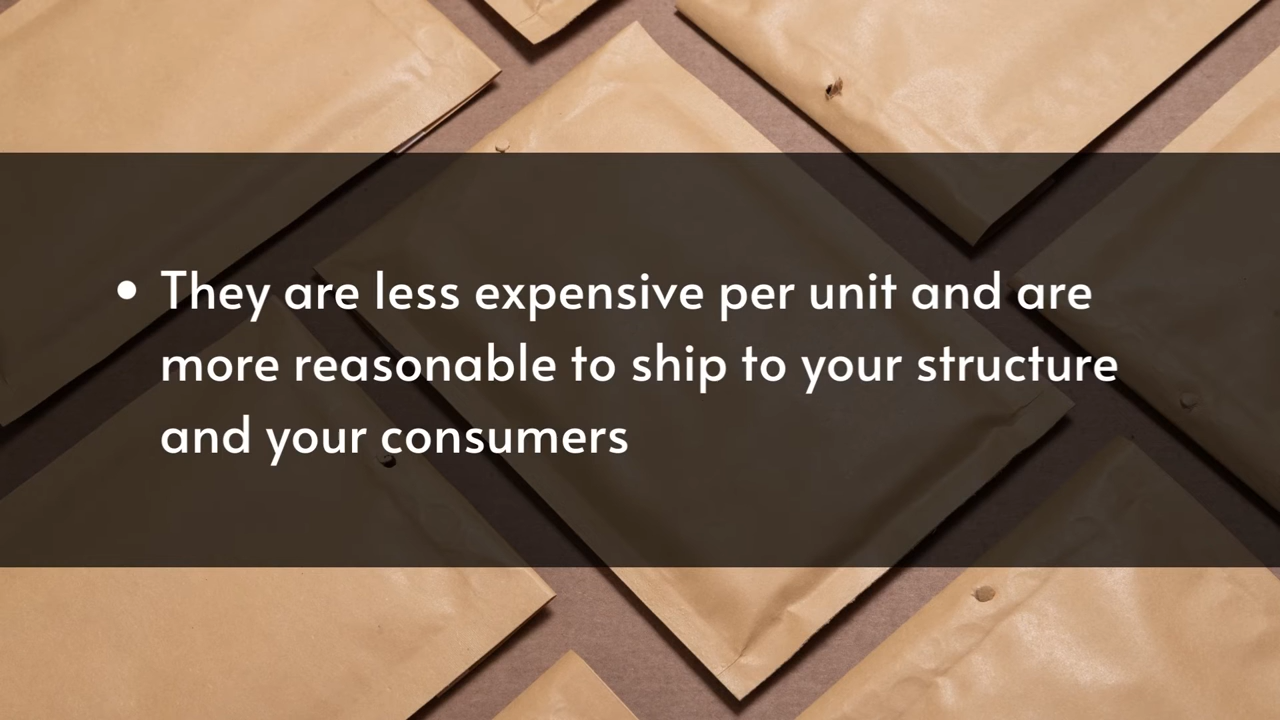 • They are less expensive per unit and are
more reasonable to ship to your structure
and your consumers